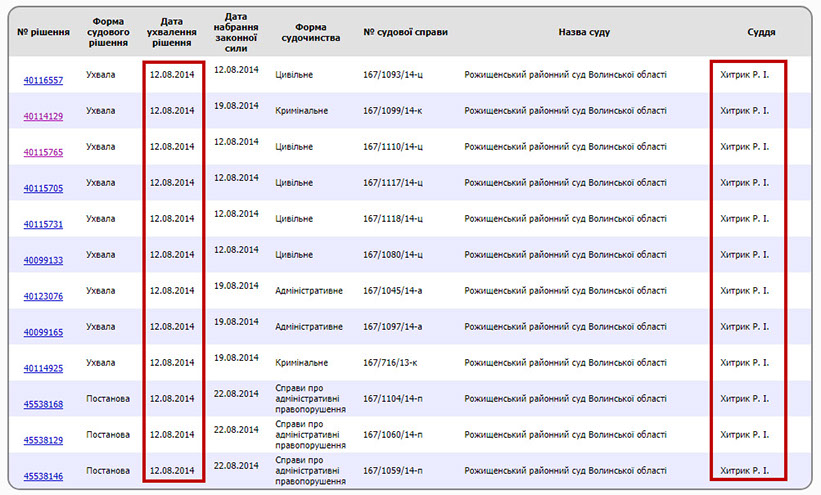 № рішення Форма судового рішення Дата ухвалення рішення Дата набрання законної сили Форма судочинства № судової справи Назва суду Суддя
40116557 Ухвала 12.08.2014 12.08.2014 Цивільне 167/1093/14-ц Рожищенський районний суд Волинської області Хитрик Р. І.
40114129 Ухвала 12.08.2014 19.08.2014 Кримінальне 167/1099/14-к Рожищенський районний суд Волинської області Хитрик Р. І.
40115765 Ухвала 12.08.2014 12.08.2014 Цивільне 167/1110/14-ц Рожищенський районний суд Волинської області Хитрик Р. І.
40115705 Ухвала 12.08.2014 12.08.2014 Цивільне 167/1117/14-ц Рожищенський районний суд Волинської області Хитрик Р. І.
40115731 Ухвала 12.08.2014 12.08.2014 Цивільне 167/1118/14-ц Рожищенський районний суд Волинської області Хитрик Р. І.
40099133 Ухвала 12.08.2014 12.08.2014 Цивільне 167/1080/14-ц Рожищенський районний суд Волинської області Хитрик Р. І.
40123076 Ухвала 12.08.2014 19.08.2014 Адміністративне 167/1045/14-а Рожищенський районний суд Волинської області Хитрик Р. І.
40099165 Ухвала 12.08.2014 19.08.2014 Адміністративне 167/1097/14-а Рожищенський районний суд Волинської області Хитрик Р. І.
40114925 Ухвала 12.08.2014 19.08.2014 Кримінальне 167/716/13-к Рожищенський районний суд Волинської області Хитрик Р. І.
45538168 Постанова 12.08.2014 22.08.2014 Справи про адміністративні правопорушення 167/1104/14-п Рожищенський районний суд Волинської області Хитрик Р. І.
45538129 Постанова 12.08.2014 22.08.2014 Справи про адміністративні правопорушення 167/1060/14-п Рожищенський районний суд Волинської області Хитрик Р. І.
45538146 Постанова 12.08.2014 22.08.2014 Справи про адміністративні правопорушення 167/1059/14-п Рожищенський районний суд Волинської області Хитрик Р. І.